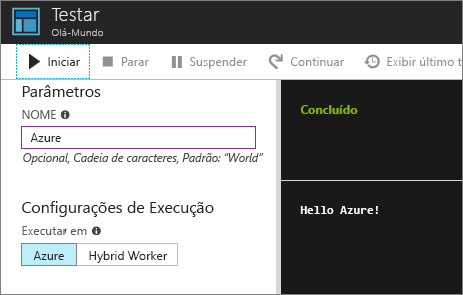 Testar
Olá-Mundo
Iniciar Parar Suspender Continuar Exibir último t
Parâmetros
NOME
Azure
Opcional, Cadeia de caracteres, Padrão: “World”
Configurações de Execução
Executar em
Azure Hybrid Worker
Concluído
Hello Azure!